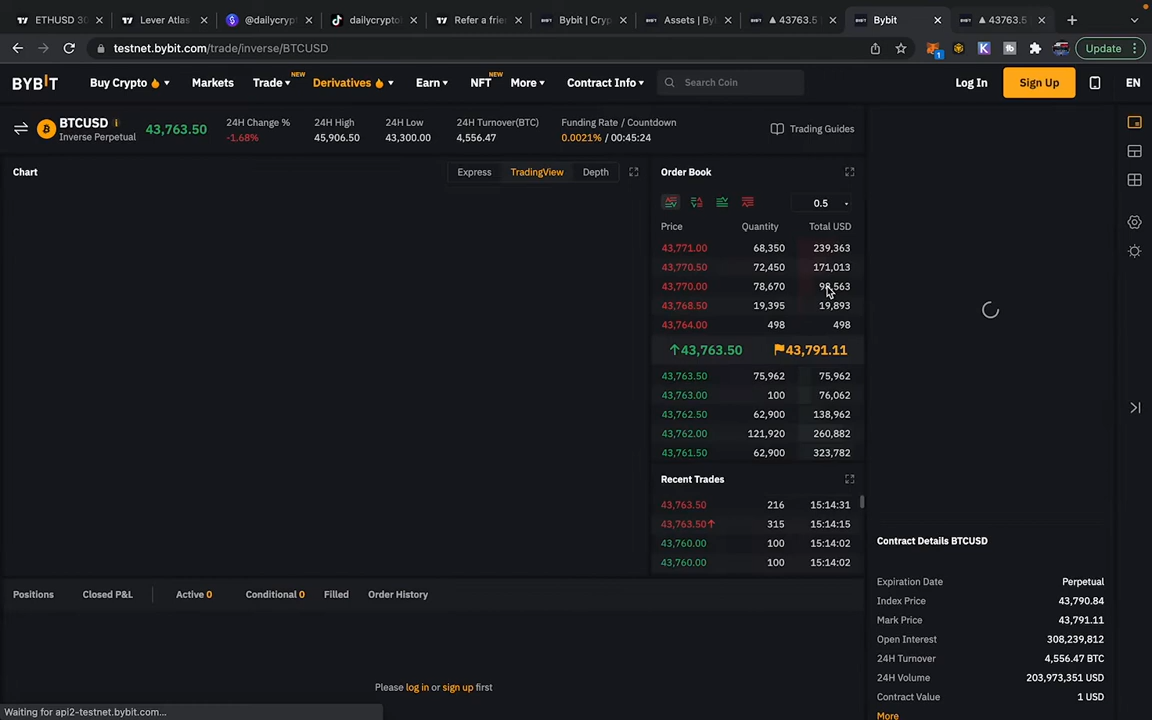 ETHUSD 30
Lever Atlas
@dailycryp
dailycrypto
Refer a frie
Bybit | Cryp
Assets | By
▲ 43763.5
Bybit
▲ 43763.5
testnet.bybit.com/trade/inverse/BTCUSD
1
Update
BYBIT
Buy Crypto
Markets
Trade
NEW
Derivatives
Earn
NFT
NEW
More
Contract Info
Search Coin
Log In
Sign Up
EN
BTCUSD
Inverse Perpetual
43,763.50
24H Change %
-1.68%
24H High
45,906.50
24H Low
43,300.00
24H Turnover(BTC)
4,556.47
Funding Rate / Countdown
0.0021% / 00:45:24
Trading Guides
Chart
Express
TradingView
Depth
Order Book
0.5
Price Quantity Total USD
43,771.00 68,350 239,363
43,770.50 72,450 171,013
43,770.00 78,670 98,563
43,768.50 19,395 19,893
43,764.00 498 498
↑43,763.50 43,791.11
43,763.50 75,962 75,962
43,763.00 100 76,062
43,762.50 62,900 138,962
43,762.00 121,920 260,882
43,761.50 62,900 323,782
Recent Trades
43,763.50 216 15:14:31
43,763.50↑ 315 15:14:15
43,760.00 100 15:14:02
43,760.00 100 15:14:02
Contract Details BTCUSD
Expiration Date Perpetual
Index Price 43,790.84
Mark Price 43,791.11
Open Interest 308,239,812
24H Turnover 4,556.47 BTC
24H Volume 203,973,351 USD
Contract Value 1 USD
More
Positions
Closed P&L
Active 0
Conditional 0
Filled
Order History
Please log in or sign up first
Waiting for api2-testnet.bybit.com...